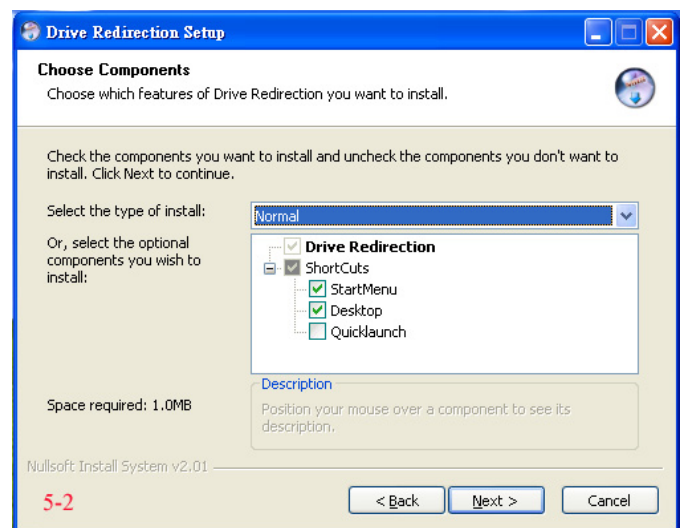 Drive Redirection Setup
Choose Components
Choose which features of Drive Redirection you want to install.
Check the components you want to install and uncheck the components you don't want to
install. Click Next to continue.
Select the type of install:
Normal
Or, select the optional
components you wish to
install:
Drive Redirection
ShortCuts
StartMenu
Desktop
Quicklaunch
Space required: 1.0MB
Description
Position your mouse over a component to see its
description.
Nullsoft Install System v2.01
5-2
< Back
Next >
Cancel